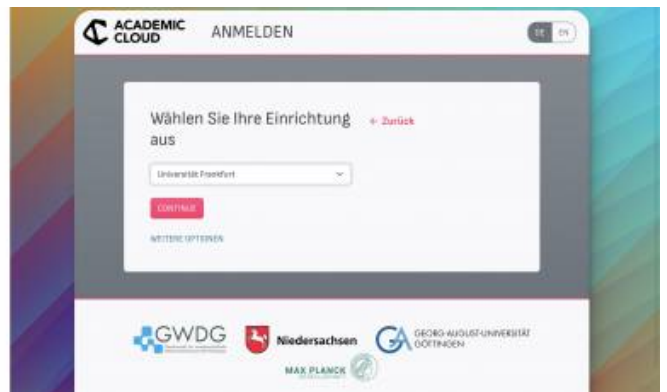 ACADEMIC
CLOUD
ANMELDEN
DE EN
Wählen Sie Ihre Einrichtung
aus
← Zurück
Universität Frankfurt
CONTINUE
WEITERE OPTIONEN
GWDG
Niedersachsen
GEORG-AUGUST-UNIVERSITÄT
GÖTTINGEN
MAX PLANCK